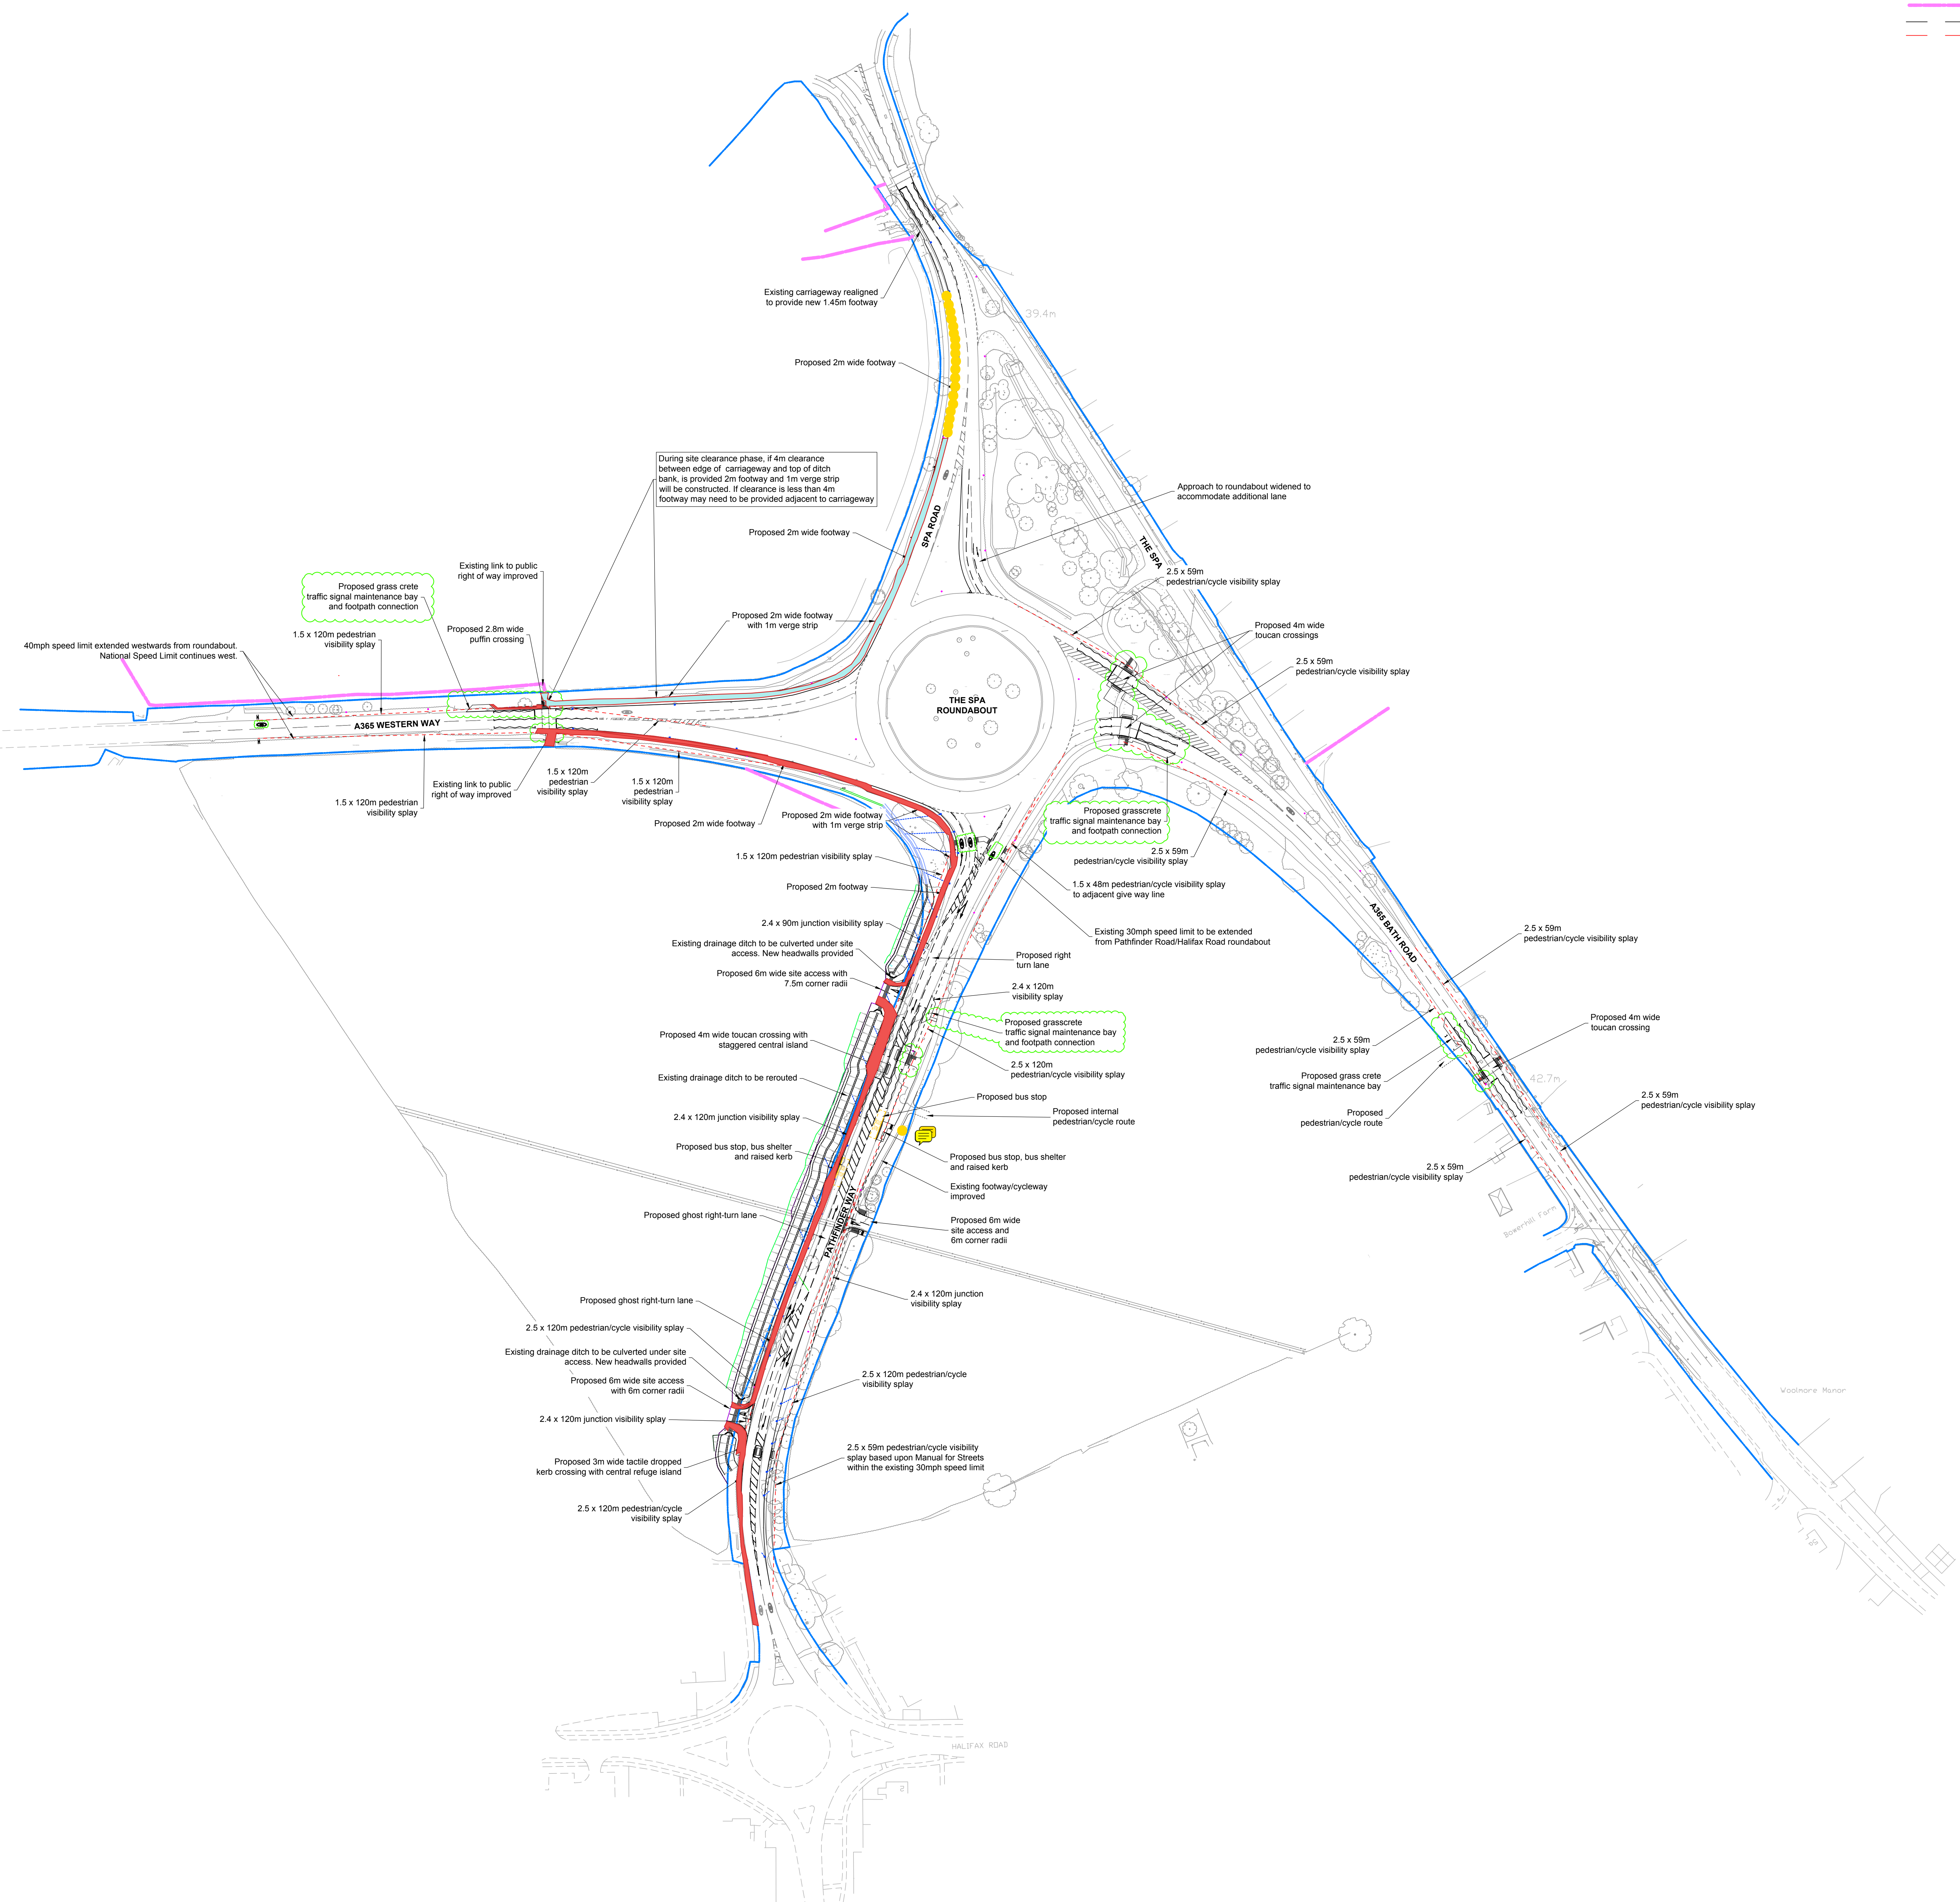 Existing carriageway realigned
to provide new 1.45m footway
39.4m
Proposed 2m wide footway
During site clearance phase, if 4m clearance
between edge of carriageway and top of ditch
bank, is provided 2m footway and 1m verge strip
will be constructed. If clearance is less than 4m
footway may need to be provided adjacent to carriageway
Approach to roundabout widened to
accommodate additional lane
SPA ROAD
Proposed 2m wide footway
THE SPA
Existing link to public
right of way improved
2.5 x 59m
pedestrian/cycle visibility splay
Proposed grass crete
traffic signal maintenance bay
and footpath connection
Proposed 2m wide footway
with 1m verge strip
Proposed 4m wide
toucan crossings
Proposed 2.8m wide
puffin crossing
1.5 x 120m pedestrian
visibility splay
40mph speed limit extended westwards from roundabout.
National Speed Limit continues west.
2.5 x 59m
pedestrian/cycle visibility splay
THE SPA
ROUNDABOUT
A365 WESTERN WAY
1.5 x 120m
pedestrian
visibility splay
1.5 x 120m
pedestrian
visibility splay
Existing link to public
right of way improved
1.5 x 120m pedestrian
visibility splay
Proposed 2m wide footway
Proposed 2m wide footway
with 1m verge strip
Proposed grasscrete
traffic signal maintenance bay
and footpath connection
2.5 x 59m
pedestrian/cycle visibility splay
1.5 x 120m pedestrian visibility splay
Proposed 2m footway
1.5 x 48m pedestrian/cycle visibility splay
to adjacent give way line
2.4 x 90m junction visibility splay
A365 BATH ROAD
Existing 30mph speed limit to be extended
from Pathfinder Road/Halifax Road roundabout
2.5 x 59m
pedestrian/cycle visibility splay
Existing drainage ditch to be culverted under site
access. New headwalls provided
Proposed right
turn lane
Proposed 6m wide site access with
7.5m corner radii
2.4 x 120m
visibility splay
Proposed grasscrete
traffic signal maintenance bay
and footpath connection
Proposed 4m wide
toucan crossing
Proposed 4m wide toucan crossing with
staggered central island
2.5 x 59m
pedestrian/cycle visibility splay
2.5 x 120m
pedestrian/cycle visibility splay
Existing drainage ditch to be rerouted
Proposed grass crete
traffic signal maintenance bay
42.7m
Proposed bus stop
2.5 x 59m
pedestrian/cycle visibility splay
Proposed internal
pedestrian/cycle route
Proposed
pedestrian/cycle route
2.4 x 120m junction visibility splay
Proposed bus stop, bus shelter
and raised kerb
Proposed bus stop, bus shelter
and raised kerb
2.5 x 59m
pedestrian/cycle visibility splay
Existing footway/cycleway
improved
PATHFINDER WAY
Proposed ghost right-turn lane
Proposed 6m wide
site access and
6m corner radii
Bowerhill Farm
2.4 x 120m junction
visibility splay
Proposed ghost right-turn lane
2.5 x 120m pedestrian/cycle visibility splay
Existing drainage ditch to be culverted under site
access. New headwalls provided
2.5 x 120m pedestrian/cycle
visibility splay
Proposed 6m wide site access
with 6m corner radii
Woolmore Manor
2.4 x 120m junction visibility splay
2.5 x 59m pedestrian/cycle visibility
splay based upon Manual for Streets
within the existing 30mph speed limit
Proposed 3m wide tactile dropped
kerb crossing with central refuge island
2.5 x 120m pedestrian/cycle
visibility splay
HALIFAX ROAD
2